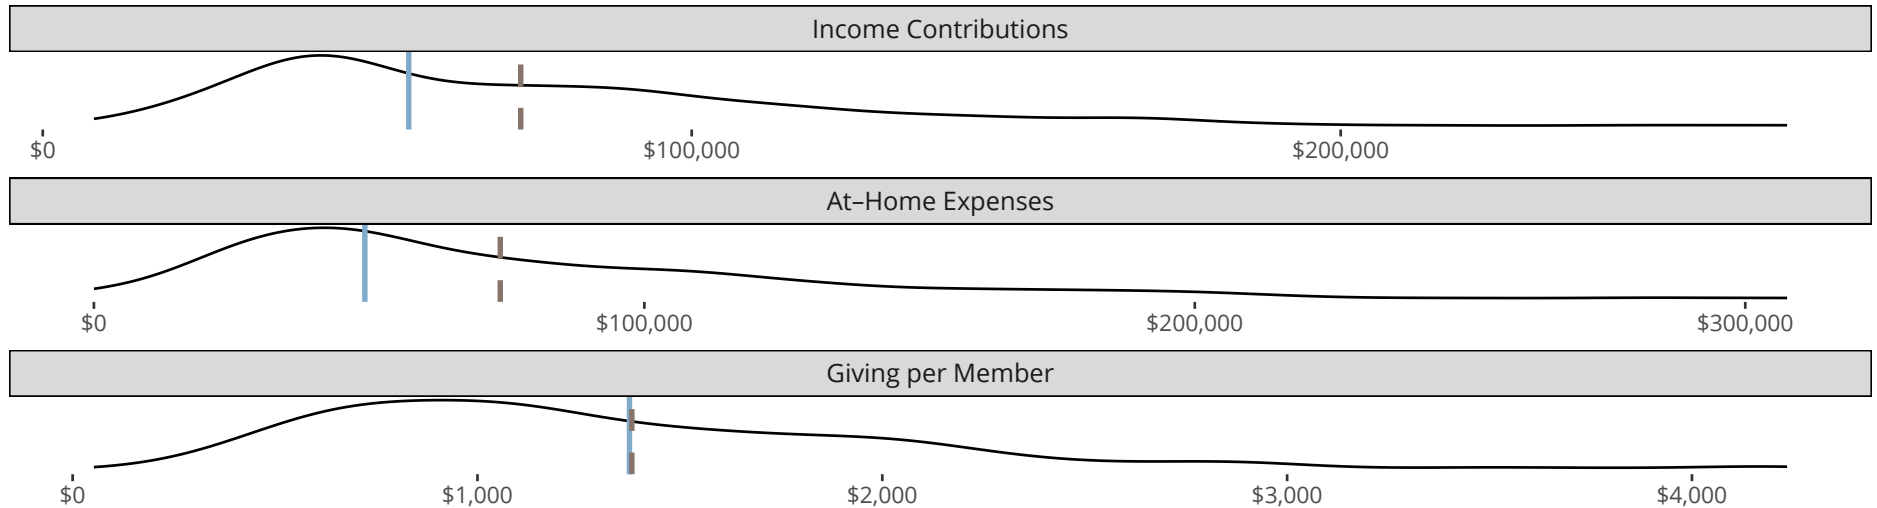 Income Contributions
$0 $100,000 $200,000
At–Home Expenses
$0 $100,000 $200,000 $300,000
Giving per Member
$0 $1,000 $2,000 $3,000 $4,000